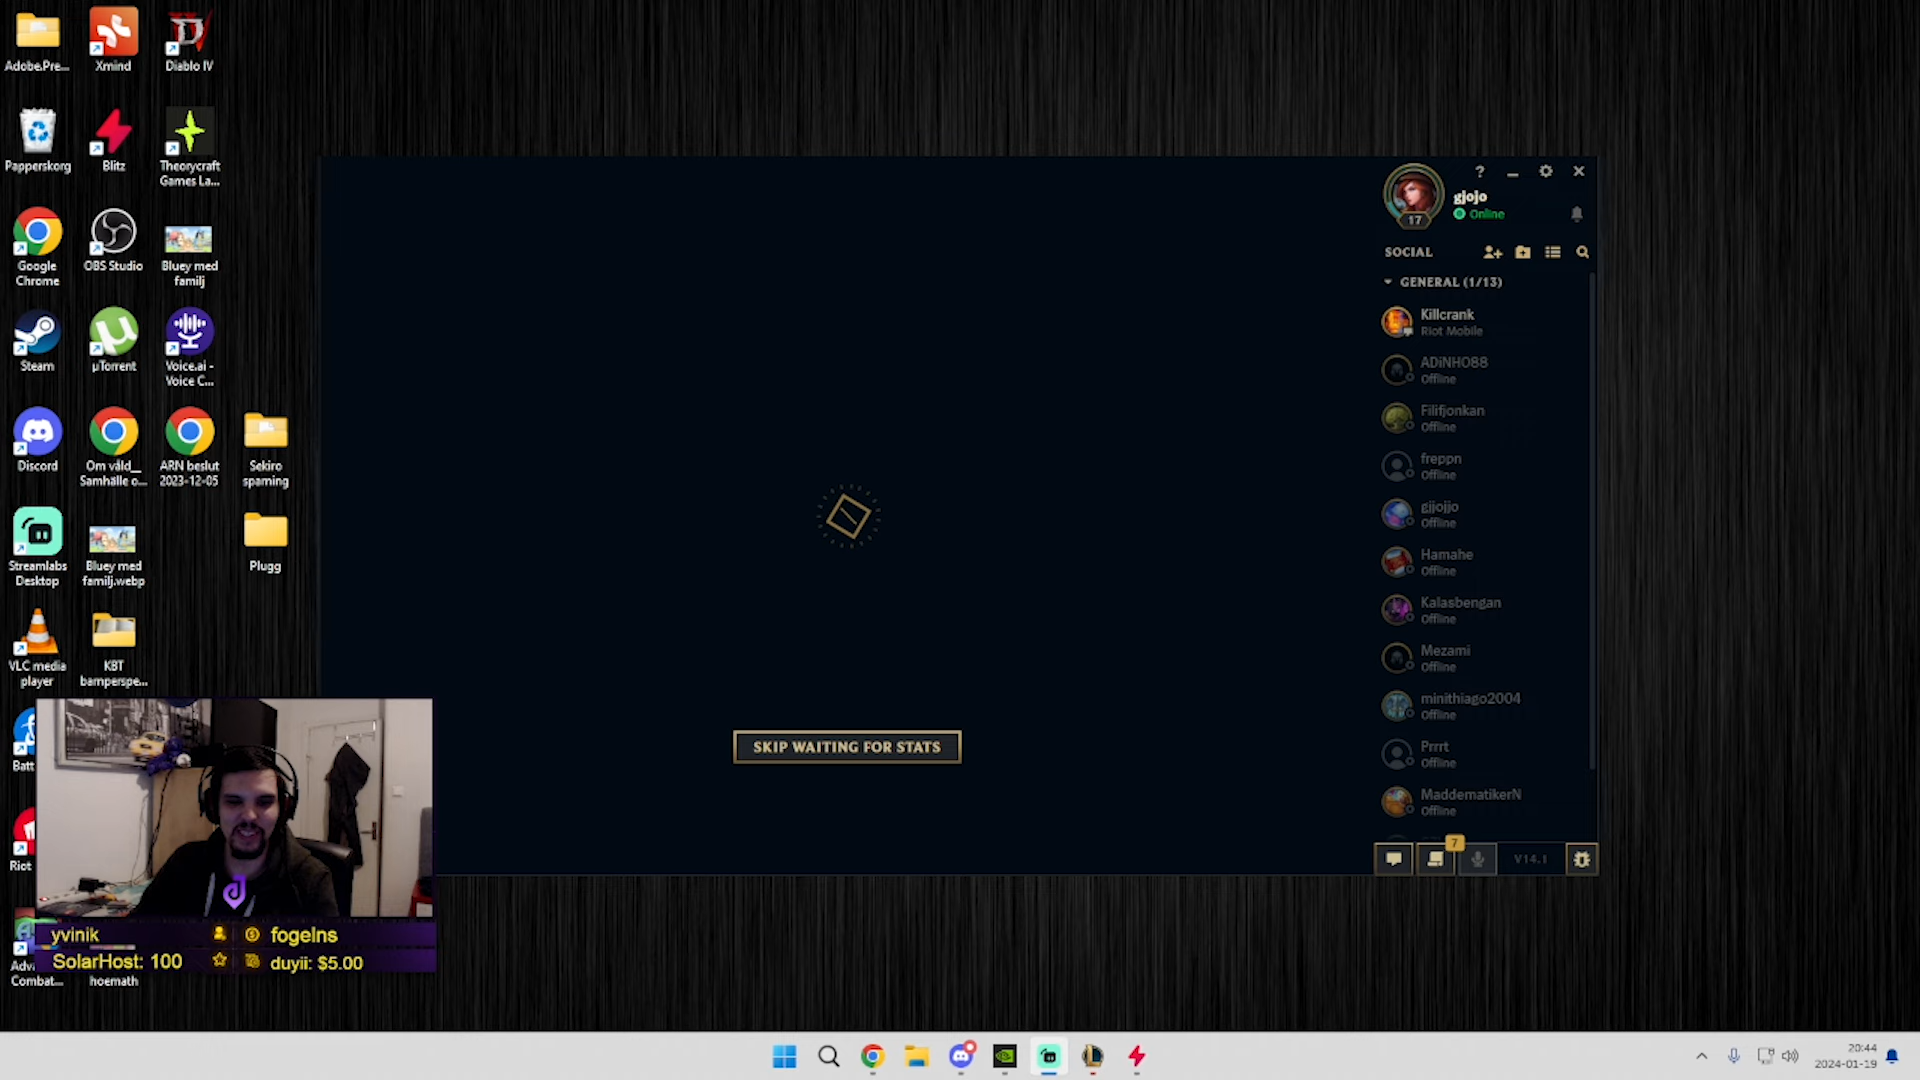 Adobe.Pre...
Xmind
Diablo IV
Papperskorg
Blitz
Theorycraft
Games La...
Google
Chrome
OBS Studio
Bluey med
familj
Steam
µTorrent
Voice.ai -
Voice C...
Discord
Om våld_
Samhälle o...
ARN beslut
2023-12-05
Sekiro
spaming
Streamlabs
Desktop
Bluey med
familj.webp
Plugg
VLC media
player
KBT
bamperspe...
Batt
Riot
Adv
Combat...
hoemath
yvinik
fogelns
SolarHost: 100
duyii: $5.00
SKIP WAITING FOR STATS
17
gjojo
Online
SOCIAL
GENERAL (1/13)
Killcrank
Riot Mobile
ADiNHO88
Offline
Filifjonkan
Offline
freppn
Offline
gjjojjo
Offline
Hamahe
Offline
Kalasbengan
Offline
Mezami
Offline
minithiago2004
Offline
Prrrt
Offline
MaddematikerN
Offline
7
V14.1
20:44
2024-01-19